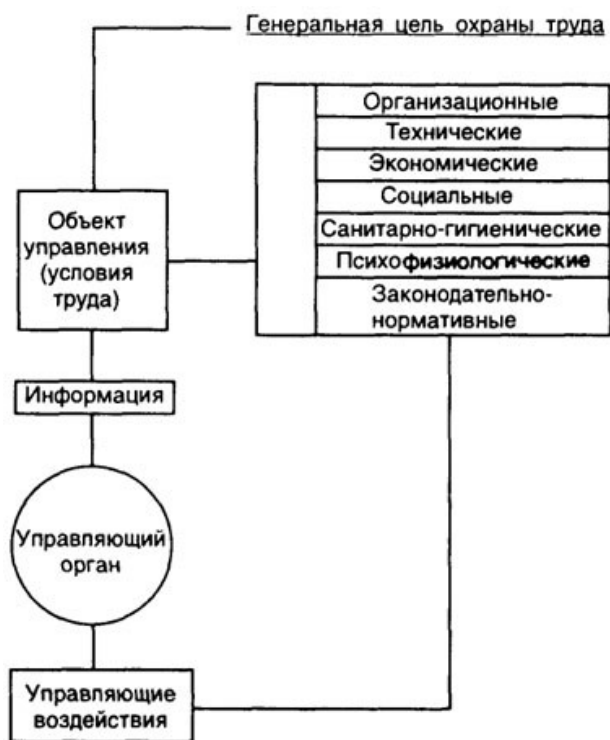 Генеральная цель охраны труда
Организационные
Технические
Экономические
Социальные
Санитарно-гигиенические
Психофизиологические
Законодательно-
нормативные
Объект
управления
(условия
труда)
Информация
Управляющий
орган
Управляющие
воздействия